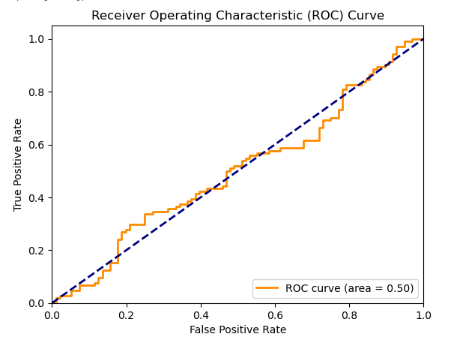 Receiver Operating Characteristic (ROC) Curve
True Positive Rate
1.0
0.8
0.6
0.4
0.2
0.0
ROC curve (area = 0.50)
0.0 0.2 0.4 0.6 0.8 1.0
False Positive Rate